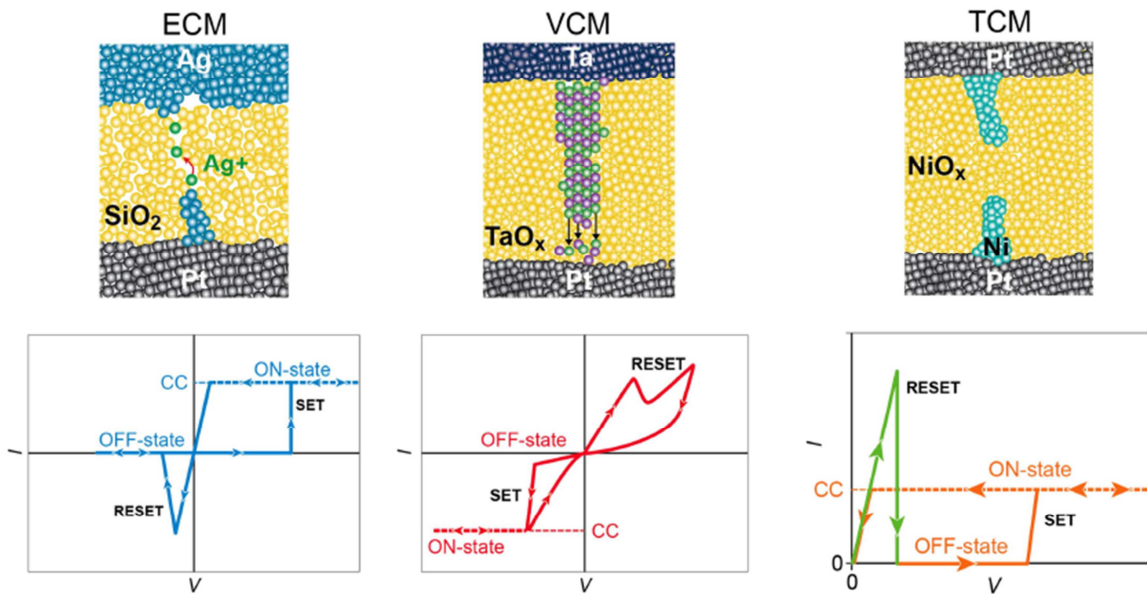 ECM
VCM
TCM
Ag
Ag+
SiO2
Pt
Ta
TaOx
Pt
Pt
NiOx
Ni
Pt
CC
ON-state
SET
OFF-state
RESET
I
V
RESET
OFF-state
SET
CC
ON-state
I
V
RESET
CC
ON-state
SET
OFF-state
0
0
I
V